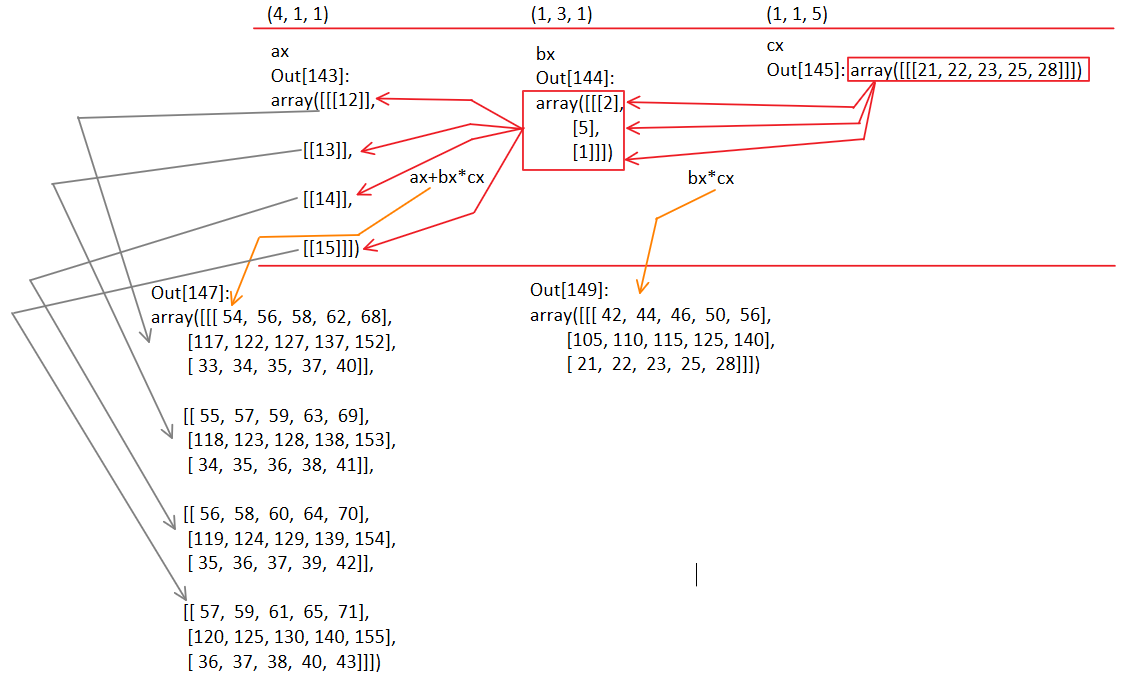 (4, 1, 1) (1, 3, 1) (1, 1, 5)
ax
Out[143]:
array([[[12]],
[[13]],
[[14]],
[[15]]])
bx
Out[144]:
array([[[2],
[5],
[1]]])
cx
Out[145]: array([[[21, 22, 23, 25, 28]]])
ax+bx*cx
bx*cx
Out[147]:
array([[[ 54, 56, 58, 62, 68],
[117, 122, 127, 137, 152],
[ 33, 34, 35, 37, 40]],
[[ 55, 57, 59, 63, 69],
[118, 123, 128, 138, 153],
[ 34, 35, 36, 38, 41]],
[[ 56, 58, 60, 64, 70],
[119, 124, 129, 139, 154],
[ 35, 36, 37, 39, 42]],
[[ 57, 59, 61, 65, 71],
[120, 125, 130, 140, 155],
[ 36, 37, 38, 40, 43]]])
Out[149]:
array([[[ 42, 44, 46, 50, 56],
[105, 110, 115, 125, 140],
[ 21, 22, 23, 25, 28]]])